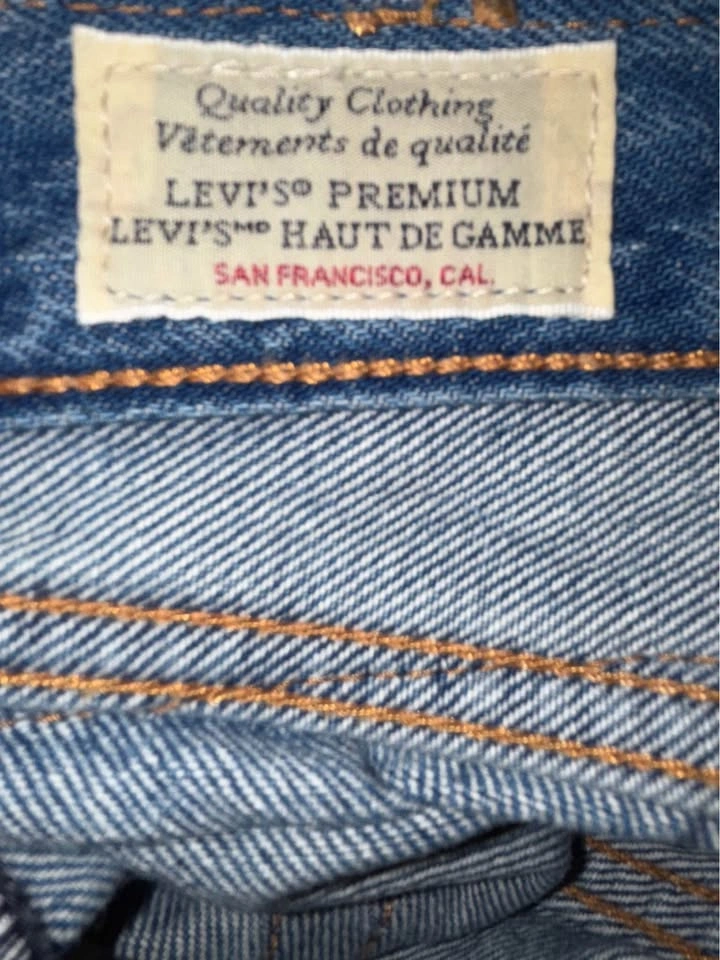 Quality Clothing
Vêtements de qualité
LEVI'S® PREMIUM
LEVI'Sᴹᴰ HAUT DE GAMME
SAN FRANCISCO, CAL.